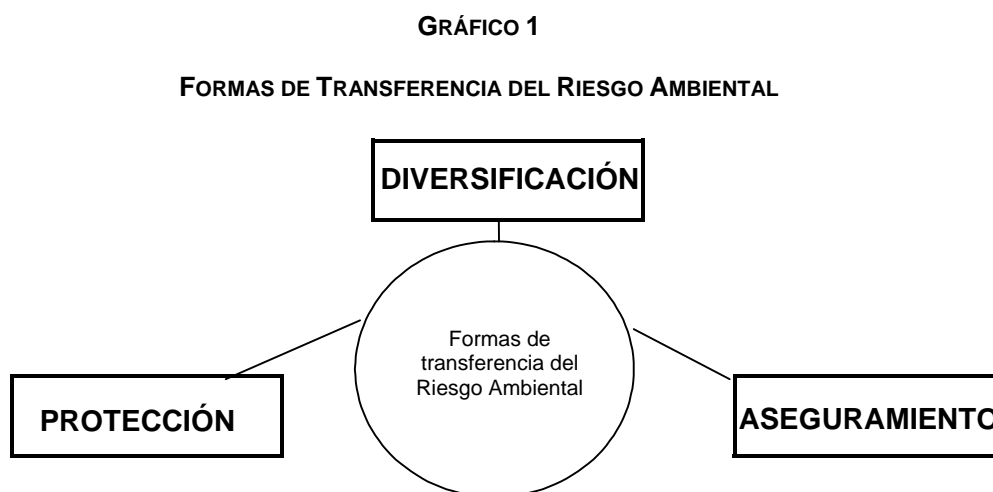 GRÁFICO 1
FORMAS DE TRANSFERENCIA DEL RIESGO AMBIENTAL
DIVERSIFICACIÓN
Formas de
transferencia del
Riesgo Ambiental
PROTECCIÓN
ASEGURAMIENTO